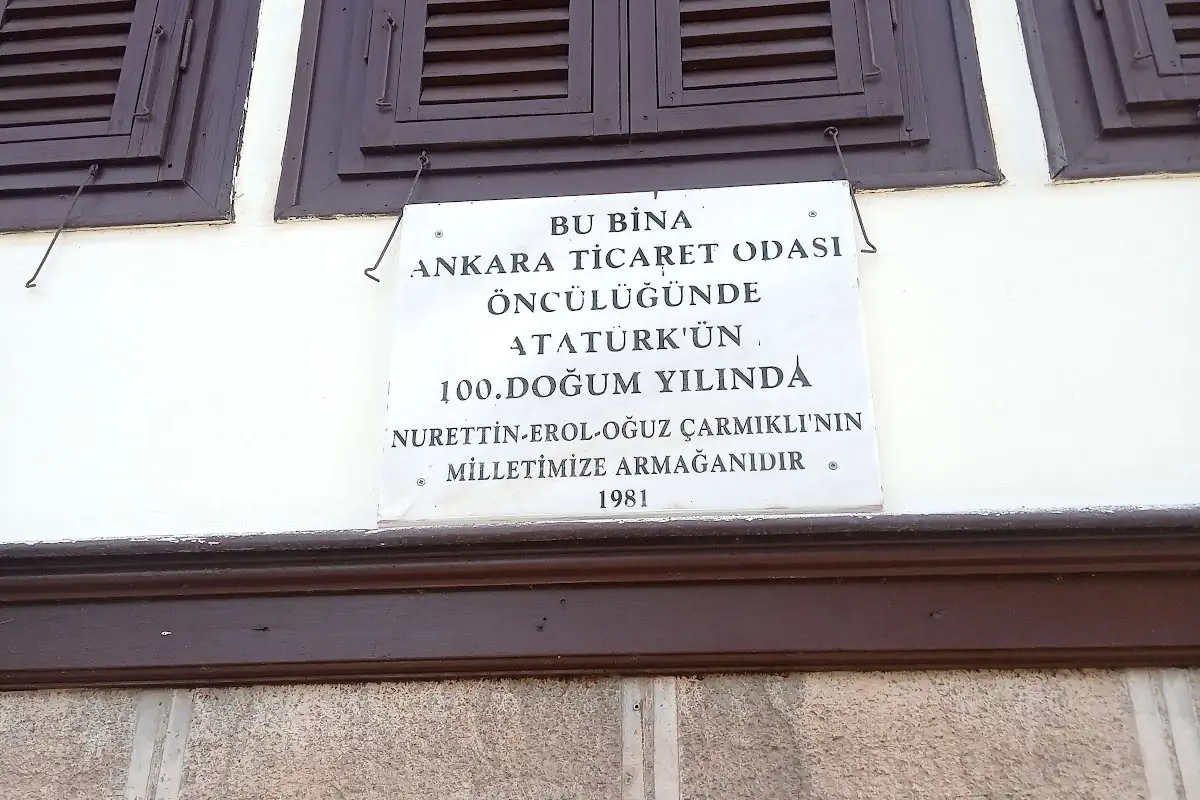 BU BİNA
ANKARA TİCARET ODASI
ÖNCÜLÜĞÜNDE
ATATÜRK'ÜN
100.DOĞUM YILINDA
NURETTİN-EROL-OĞUZ ÇARMIKLI'NIN
MİLLETİMİZE ARMAĞANIDIR
1981